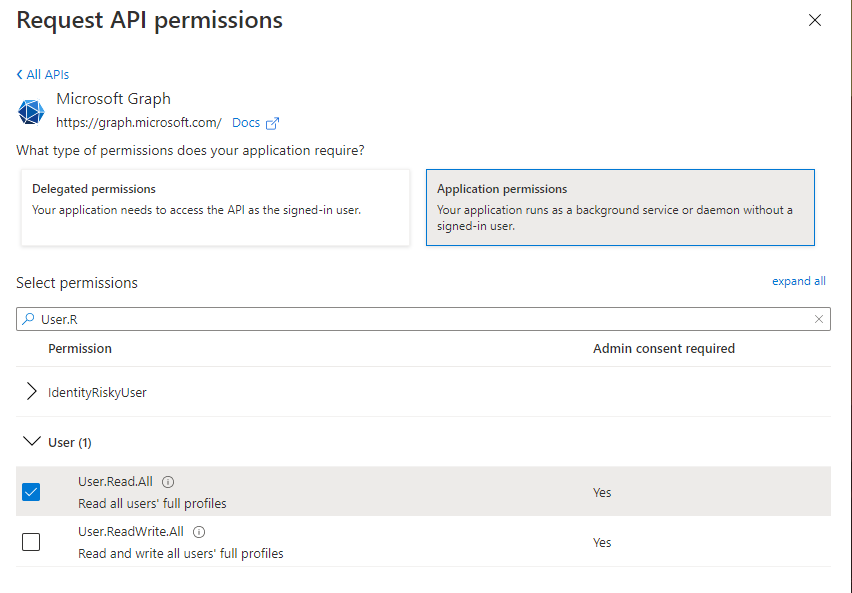 Request API permissions
All APIs
Microsoft Graph
https://graph.microsoft.com/ Docs
What type of permissions does your application require?
Delegated permissions
Your application needs to access the API as the signed-in user.
Application permissions
Your application runs as a background service or daemon without a
signed-in user.
Select permissions
expand all
User.R
Permission
Admin consent required
IdentityRiskyUser
User (1)
User.Read.All
Read all users' full profiles
Yes
User.ReadWrite.All
Read and write all users' full profiles
Yes